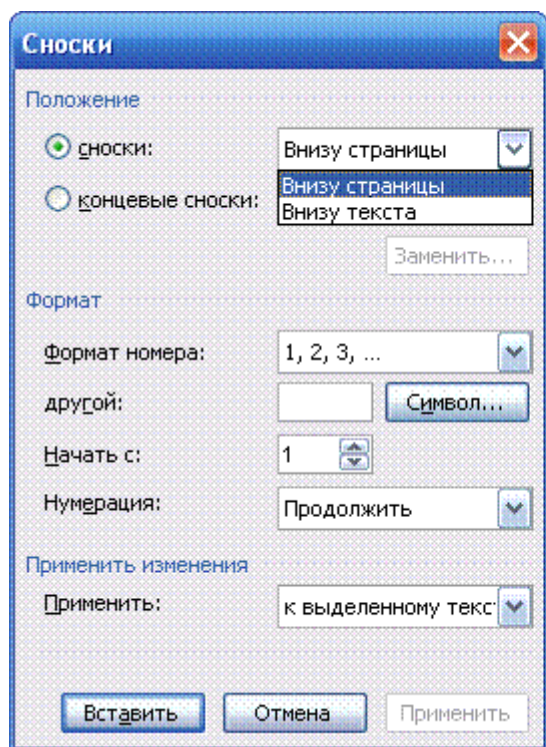 Сноски
Положение
сноски: Внизу страницы
Внизу страницы
концевые сноски:
Внизу текста
Заменить...
Формат
Формат номера: 1, 2, 3, ...
другой: Символ...
Начать с: 1
Нумерация: Продолжить
Применить изменения
Применить: к выделенному текс
Вставить Отмена Применить